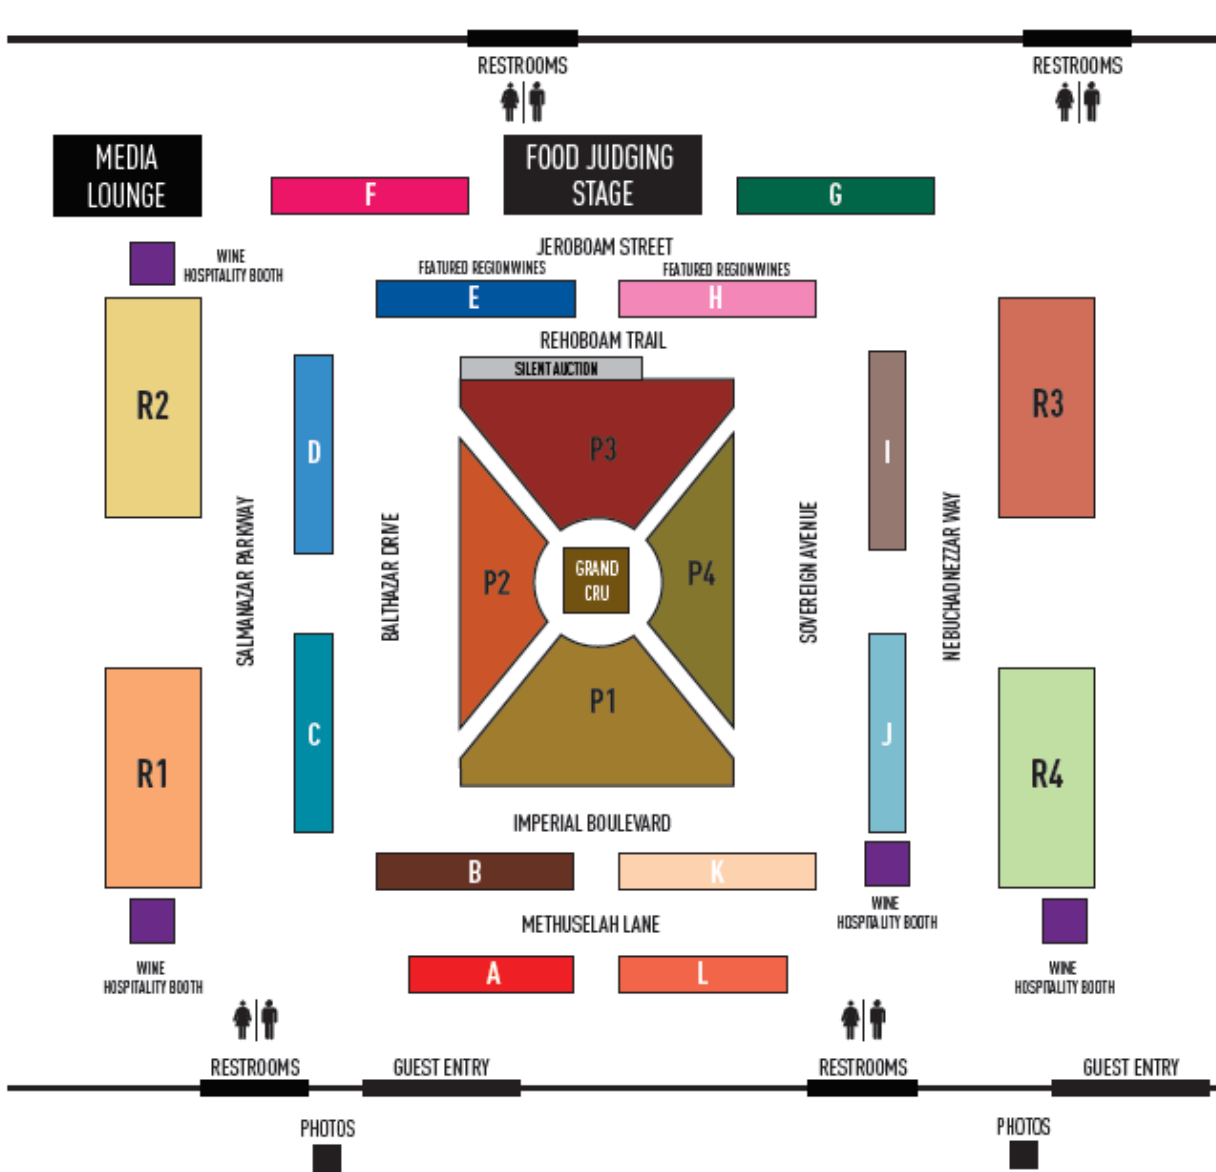 RESTROOMS
RESTROOMS
MEDIA
LOUNGE
FOOD JUDGING
STAGE
F
G
JEROBOAM STREET
WINE
HOSPITALITY BOOTH
FEATURED REGIONWINES
FEATURED REGIONWINES
E
H
REHOBOAM TRAIL
SILENT AUCTION
R2
D
P3
I
R3
SALMANAZAR PARKWAY
BALTHAZAR DRIVE
P2
GRAND
CRU
P4
SOVEREIGN AVENUE
NEBUCHADNEZZAR WAY
P1
C
J
R1
R4
IMPERIAL BOULEVARD
B
K
WINE
HOSPITALITY BOOTH
METHUSELAH LANE
A
L
WINE
HOSPITALITY BOOTH
WINE
HOSPITALITY BOOTH
RESTROOMS
GUEST ENTRY
RESTROOMS
GUEST ENTRY
PHOTOS
PHOTOS